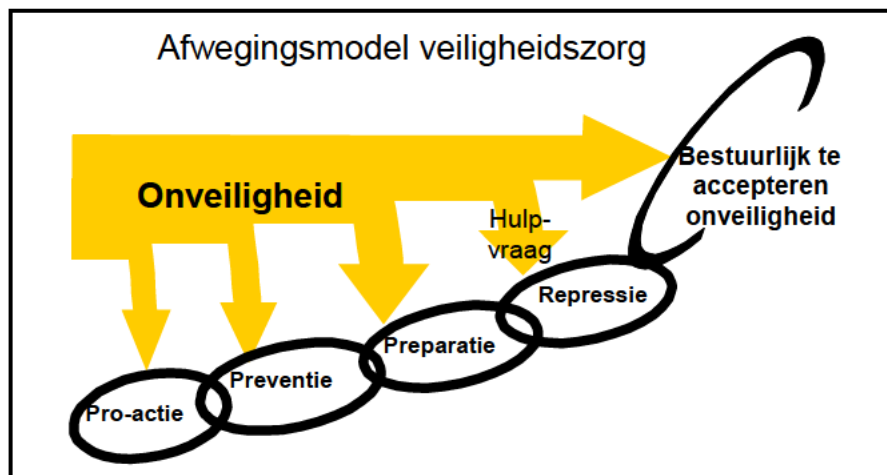 Afwegingsmodel veiligheidszorg
Onveiligheid
Bestuurlijk te
accepteren
onveiligheid
Hulp-
vraag
Repressie
Preparatie
Preventie
Pro-actie